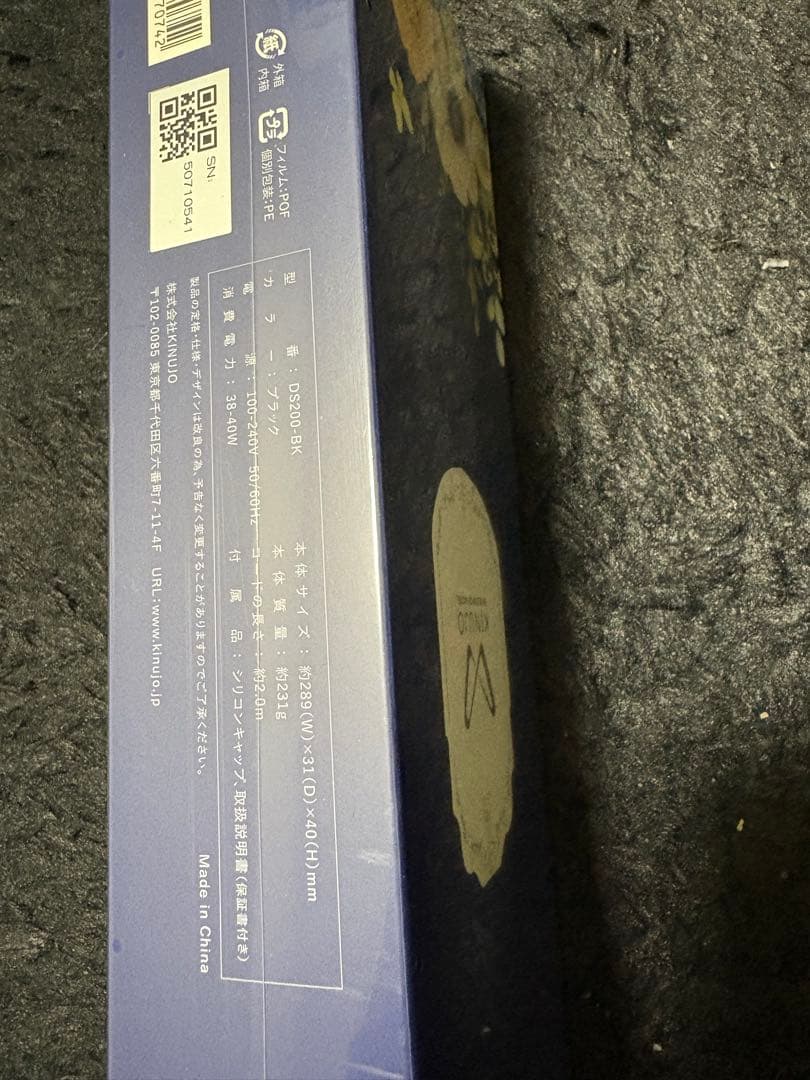 70742
SN:
50710541
紙
外箱
内箱
プラ
フィルム:POF
個別包装:PE
型番：DS200-BK
カラー：ブラック
電源：100-240V 50/60Hz
消費電力：38-40W
本体サイズ：約289(W)×31(D)×40(H)mm
本体質量：約231g
コードの長さ：約2.0m
付属品：シリコンキャップ、取扱説明書(保証書付き)
製品の定格・仕様・デザインは改良の為、予告なく変更することがありますのでご了承ください。
株式会社KINUJO
〒102-0085 東京都千代田区六番町7-11-4F URL:www.kinujo.jp
Made in China
KINUJO